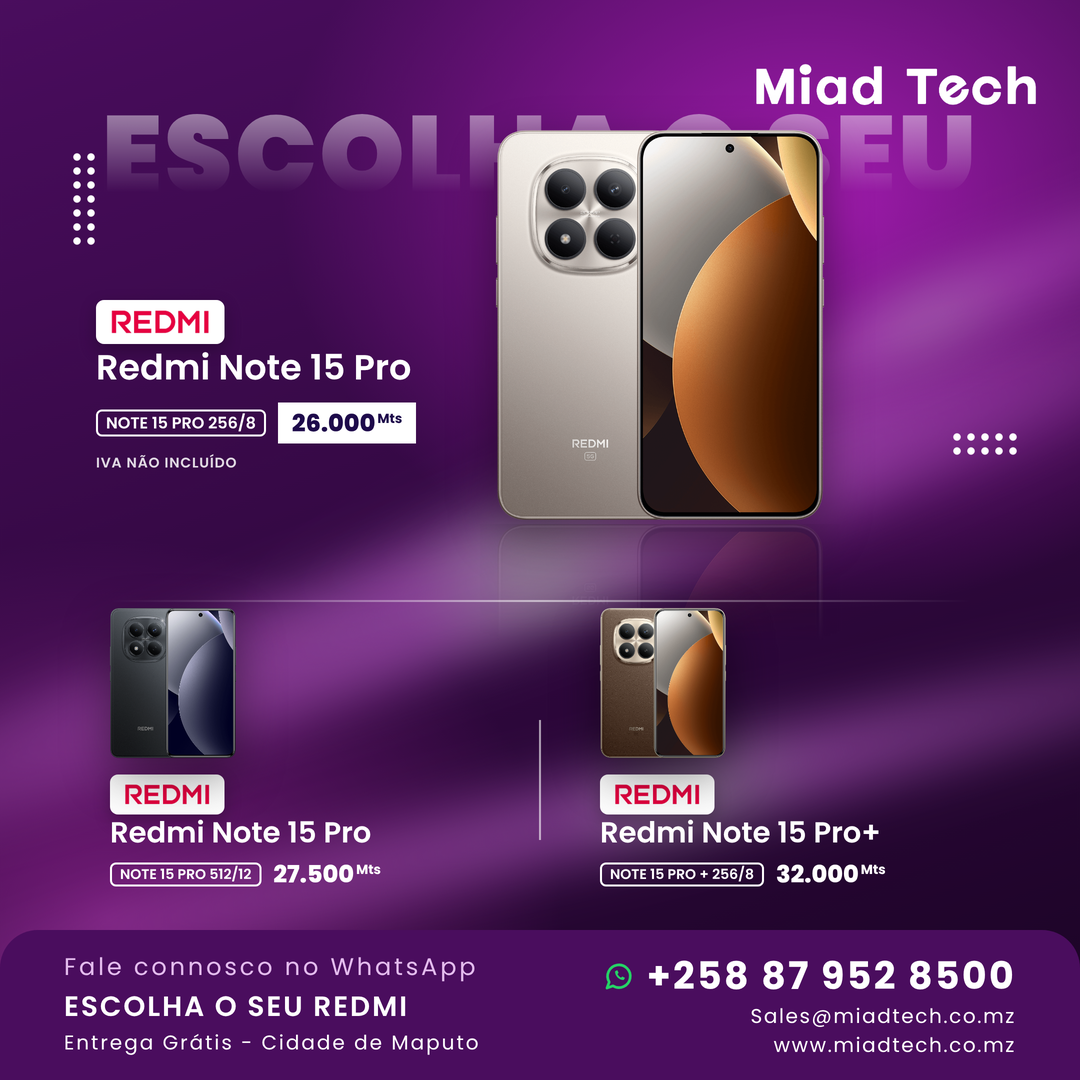 Miad Tech
ESCOLHA O SEU
REDMI
Redmi Note 15 Pro
NOTE 15 PRO 256/8 26.000 Mts
IVA NÃO INCLUÍDO
REDMI
5G
REDMI
REDMI
REDMI
Redmi Note 15 Pro
NOTE 15 PRO 512/12 27.500 Mts
REDMI
Redmi Note 15 Pro+
NOTE 15 PRO + 256/8 32.000 Mts
Fale connosco no WhatsApp
ESCOLHA O SEU REDMI
Entrega Grátis - Cidade de Maputo
+258 87 952 8500
Sales@miadtech.co.mz
www.miadtech.co.mz